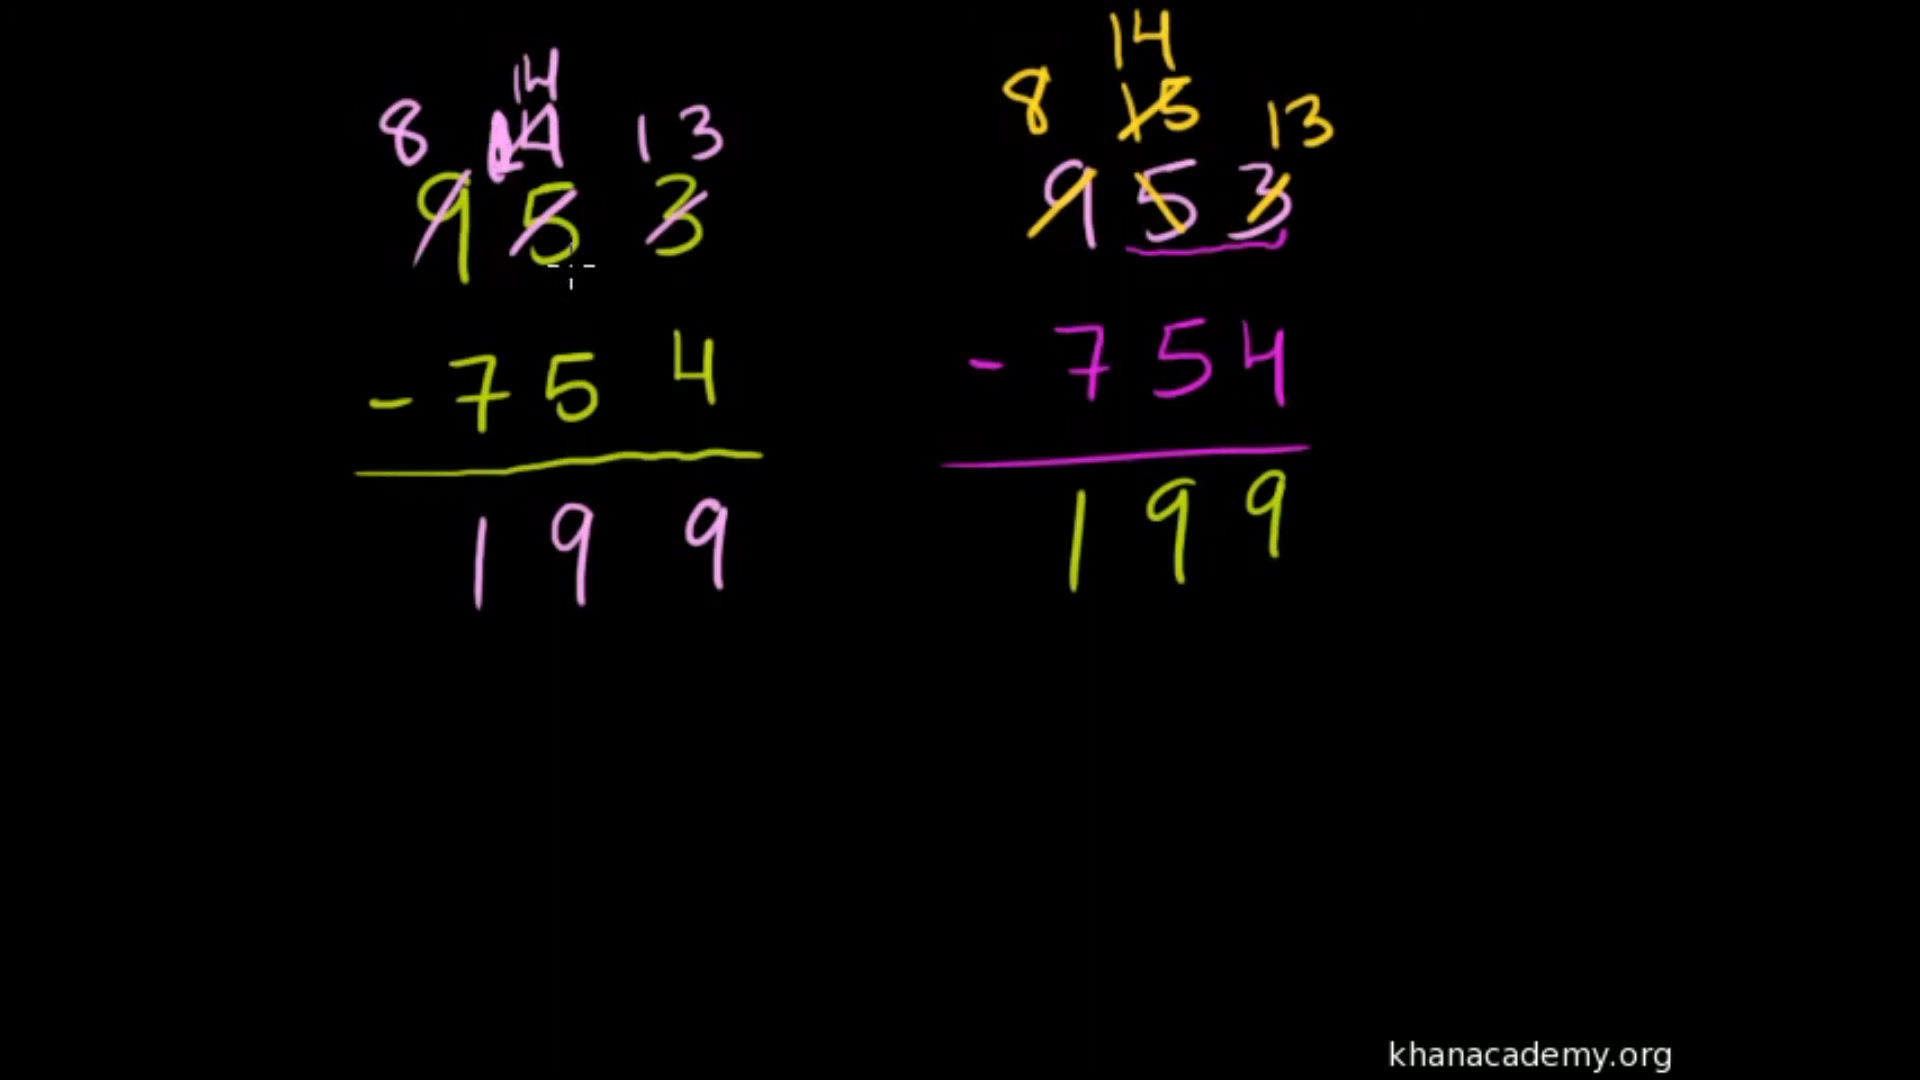 14 14
8 14 13 8 15 13
9 5 3 9 5 3
- 7 5 4 - 7 5 4
1 9 9 1 9 9
khanacademy.org